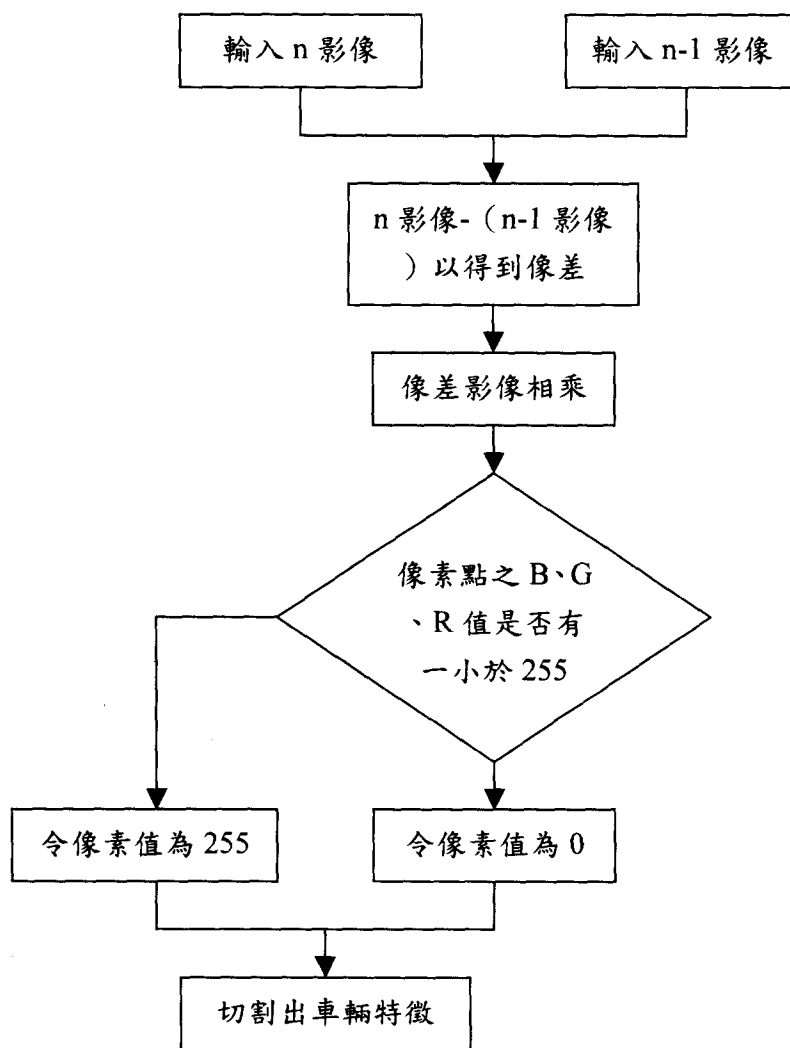 輸入 n 影像
輸入 n-1 影像
n 影像-（n-1 影像
）以得到像差
像差影像相乘
像素點之 B、G
、R 值是否有
一小於 255
令像素值為 255
令像素值為 0
切割出車輛特徵